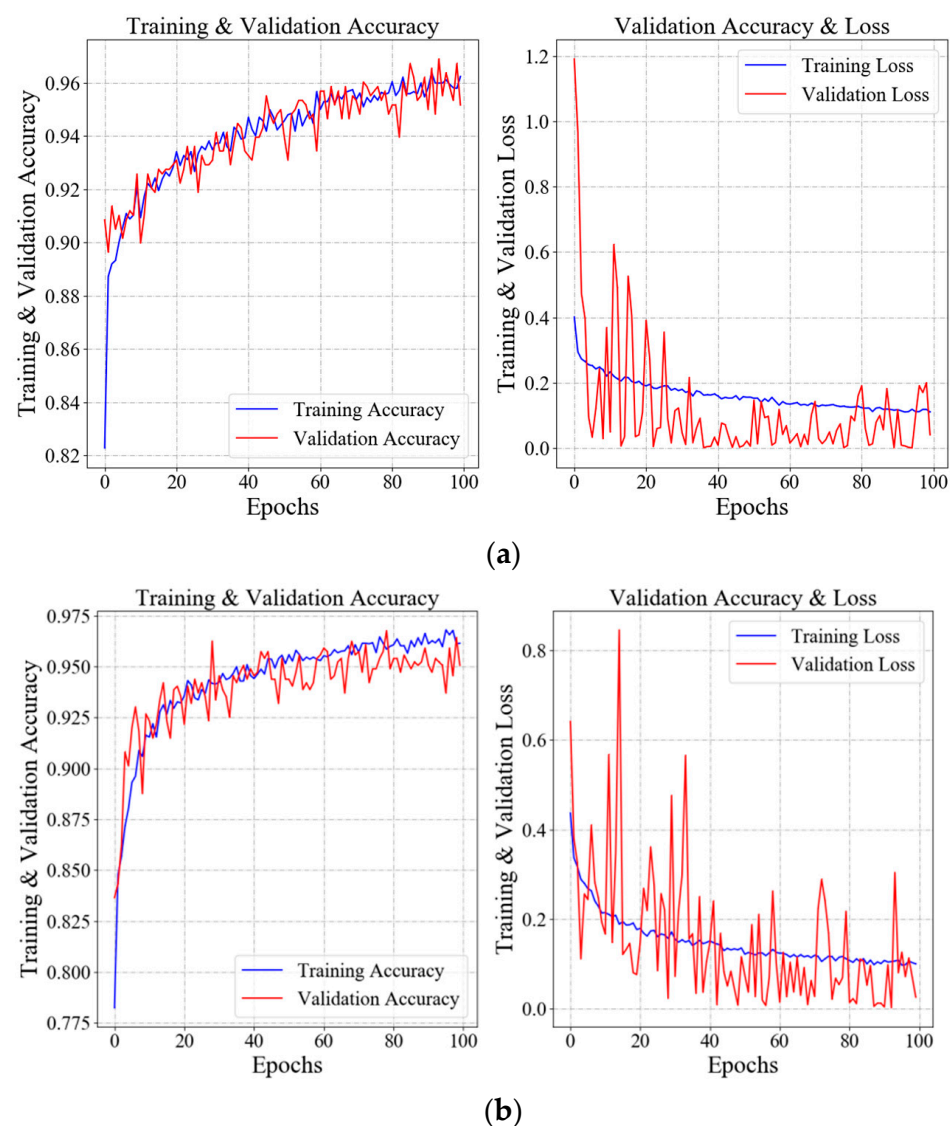 Training & Validation Accuracy
Training & Validation Accuracy
0.96
0.94
0.92
0.90
0.88
0.86
0.84
0.82
Training Accuracy
Validation Accuracy
0 20 40 60 80 100
Epochs
Validation Accuracy & Loss
Training & Validation Loss
1.2
1.0
0.8
0.6
0.4
0.2
0.0
Training Loss
Validation Loss
0 20 40 60 80 100
Epochs
(a)
Training & Validation Accuracy
Training & Validation Accuracy
0.975
0.950
0.925
0.900
0.875
0.850
0.825
0.800
0.775
Training Accuracy
Validation Accuracy
0 20 40 60 80 100
Epochs
Validation Accuracy & Loss
Training & Validation Loss
0.8
0.6
0.4
0.2
0.0
Training Loss
Validation Loss
0 20 40 60 80 100
Epochs
(b)